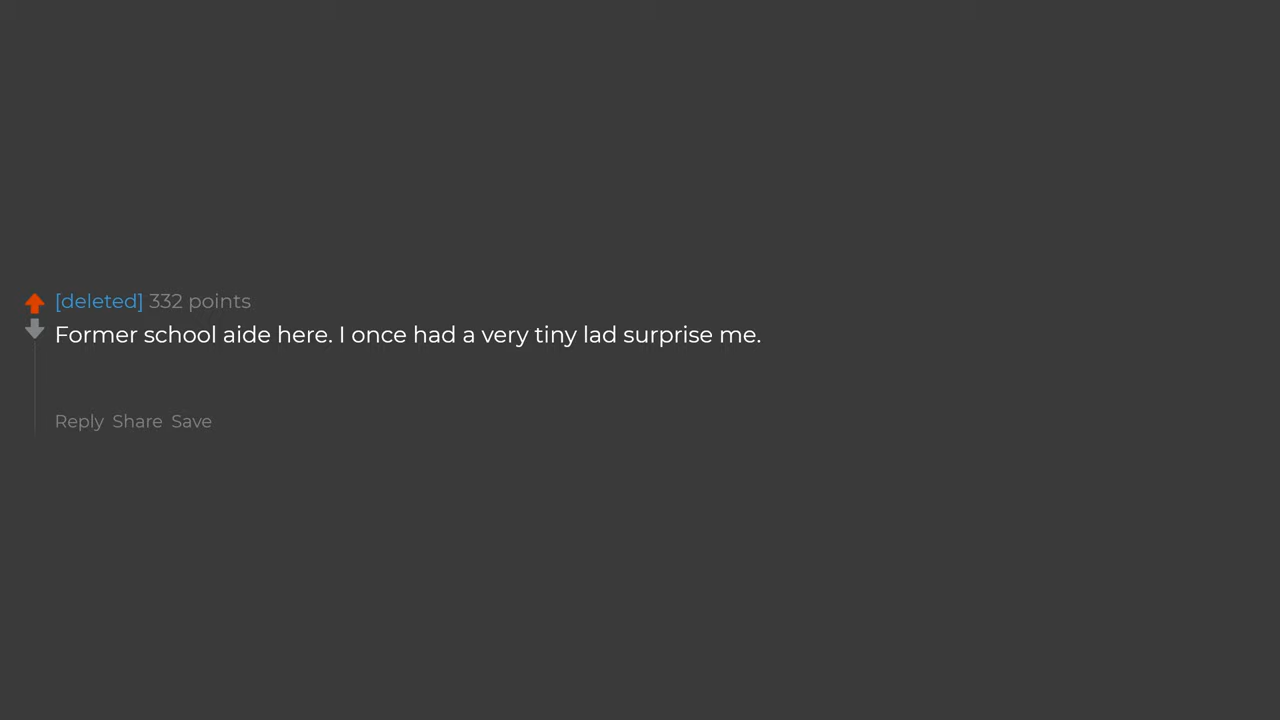 [deleted] 332 points
Former school aide here. I once had a very tiny lad surprise me.
Reply Share Save